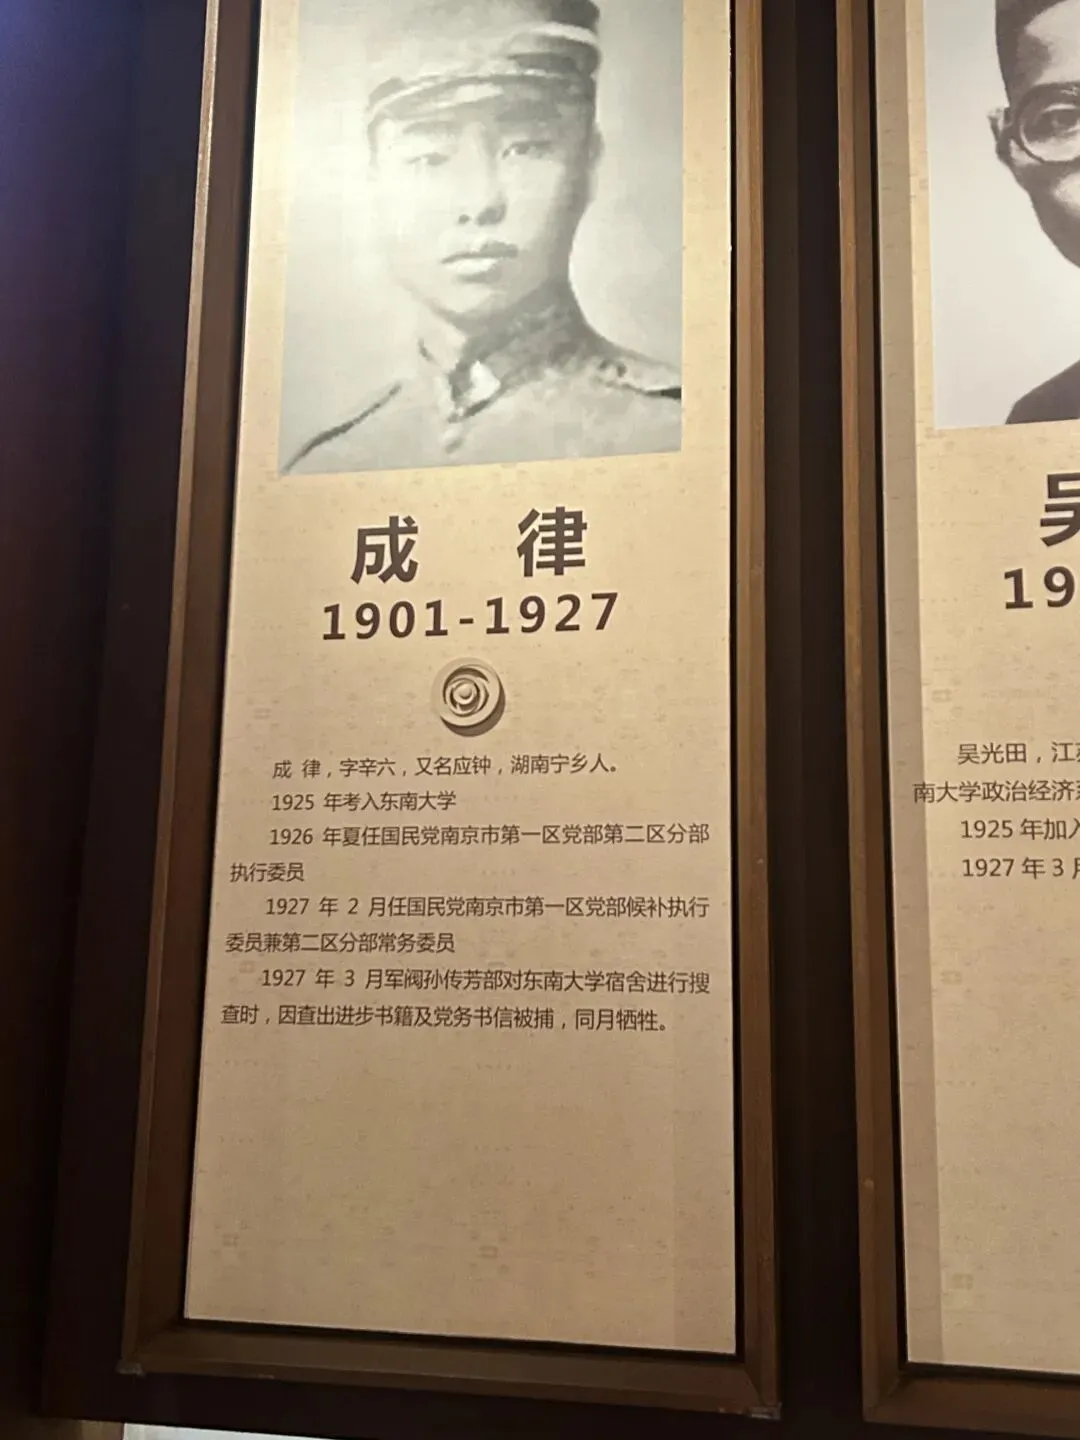 成 律
1901-1927
成 律，字辛六，又名应钟，湖南宁乡人。
1925 年考入东南大学
1926 年夏任国民党南京市第一区党部第二区分部
执行委员
1927 年 2 月任国民党南京市第一区党部候补执行
委员兼第二区分部常务委员
1927 年 3 月军阀孙传芳部对东南大学宿舍进行搜
查时，因查出进步书籍及党务书信被捕，同月牺牲。
吴
19
吴光田，江
南大学政治经济
1925 年加入
1927 年 3 月